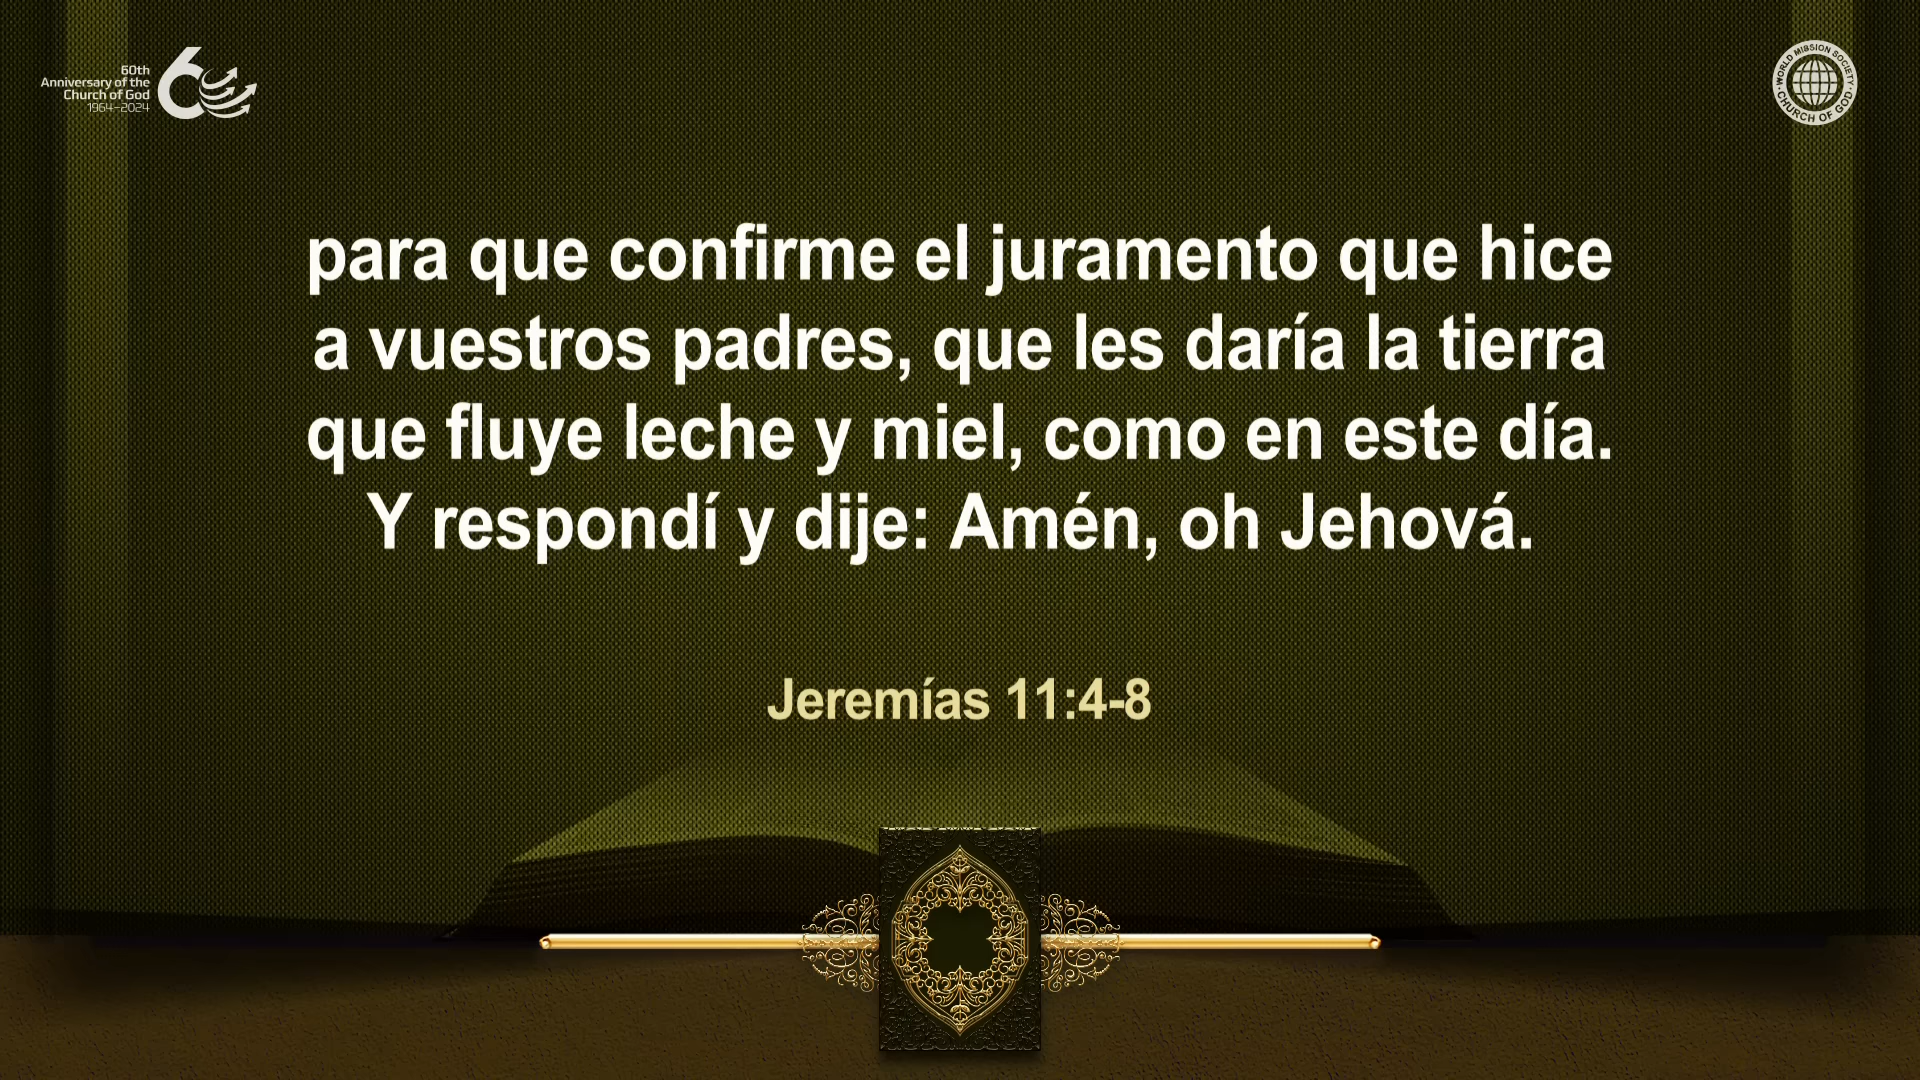 60th
Anniversary of the
Church of God
1964–2024
WORLD MISSION SOCIETY
CHURCH OF GOD
para que confirme el juramento que hice
a vuestros padres, que les daría la tierra
que fluye leche y miel, como en este día.
Y respondí y dije: Amén, oh Jehová.
Jeremías 11:4-8